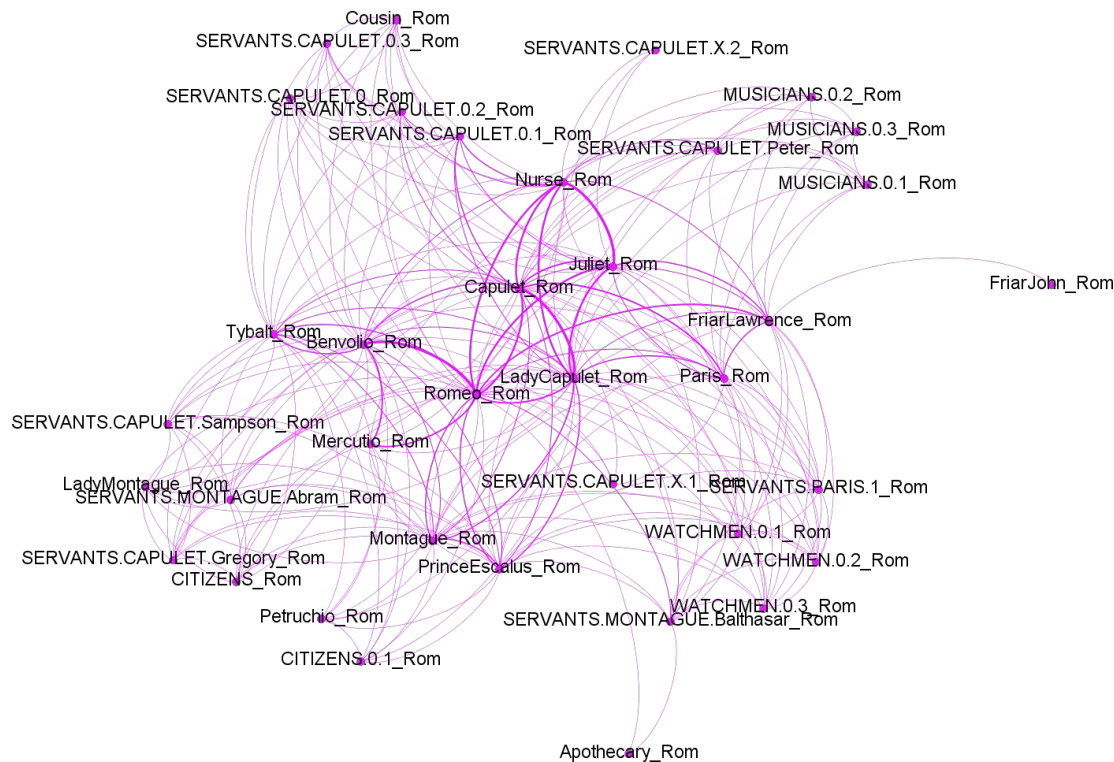 Cousin_Rom
SERVANTS.CAPULET.0.3_Rom
SERVANTS.CAPULET.X.2_Rom
SERVANTS.CAPULET.0_Rom
MUSICIANS.0.2_Rom
SERVANTS.CAPULET.0.2_Rom
MUSICIANS.0.3_Rom
SERVANTS.CAPULET.0.1_Rom
SERVANTS.CAPULET.Peter_Rom
Nurse_Rom
MUSICIANS.0.1_Rom
Juliet_Rom
FriarJohn_Rom
Capulet_Rom
FriarLawrence_Rom
Tybalt_Rom
Benvolio_Rom
LadyCapulet_Rom
Paris_Rom
Romeo_Rom
SERVANTS.CAPULET.Sampson_Rom
Mercutio_Rom
LadyMontague_Rom
SERVANTS.CAPULET.X.1_Rom
SERVANTS.PARIS.1_Rom
SERVANTS.MONTAGUE.Abram_Rom
WATCHMEN.0.1_Rom
Montague_Rom
SERVANTS.CAPULET.Gregory_Rom
WATCHMEN.0.2_Rom
PrinceEscalus_Rom
CITIZENS_Rom
WATCHMEN.0.3_Rom
Petruchio_Rom
SERVANTS.MONTAGUE.Balthasar_Rom
CITIZENS.0.1_Rom
Apothecary_Rom